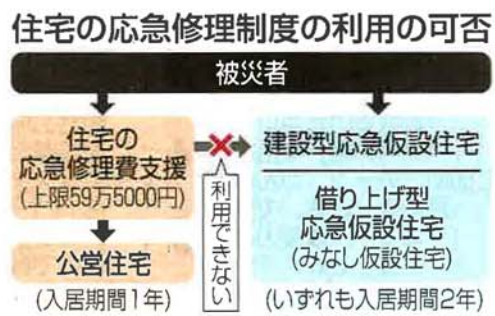 住宅の応急修理制度の利用の可否
被災者
住宅の
応急修理費支援
(上限59万5000円)
公営住宅
(入居期間1年)
利用できない
建設型応急仮設住宅
借り上げ型
応急仮設住宅
(みなし仮設住宅)
(いずれも入居期間2年)